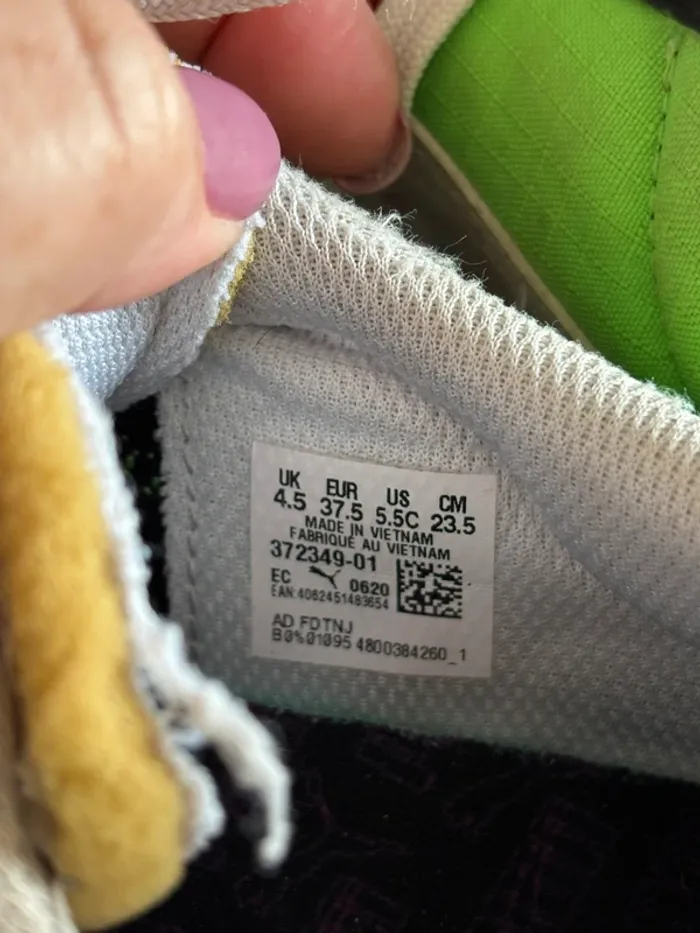 UK EUR US CM
4.5 37.5 5.5C 23.5
MADE IN VIETNAM
FABRIQUÉ AU VIETNAM
372349-01
EC 0620
EAN:4062451483654
AD FDTNJ
B0%01095 4800384260_1